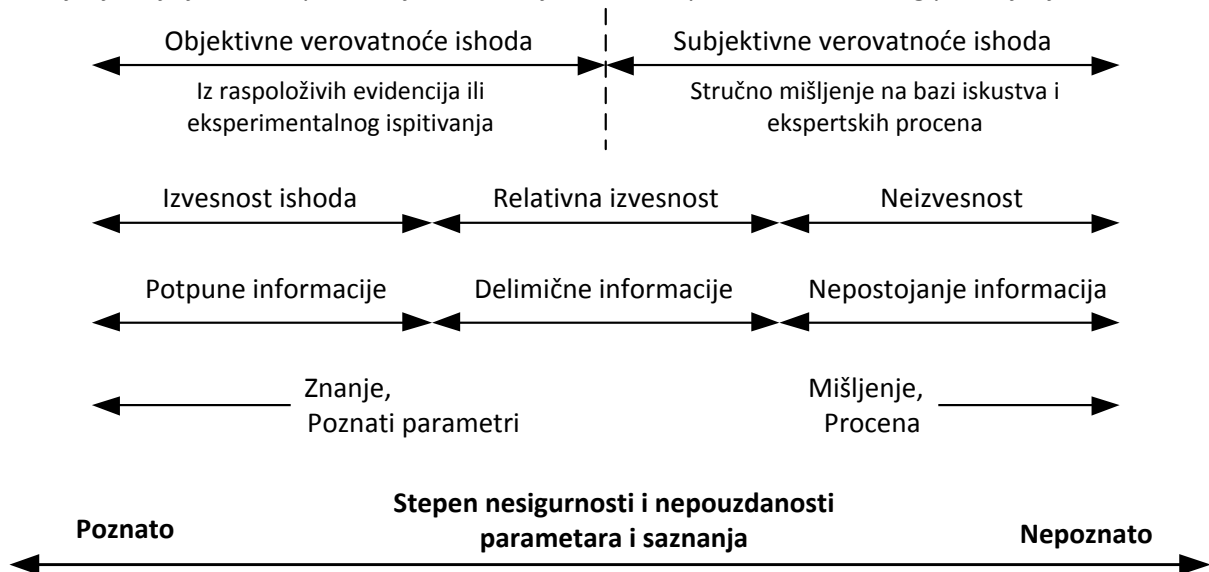 Objektivne verovatnoće ishoda
Subjektivne verovatnoće ishoda
Iz raspoloživih evidencija ili
eksperimentalnog ispitivanja
Stručno mišljenje na bazi iskustva i
ekspertskih procena
Izvesnost ishoda
Relativna izvesnost
Neizvesnost
Potpune informacije
Delimične informacije
Nepostojanje informacija
Znanje,
Poznati parametri
Mišljenje,
Procena
Poznato
Stepen nesigurnosti i nepouzdanosti
parametara i saznanja
Nepoznato